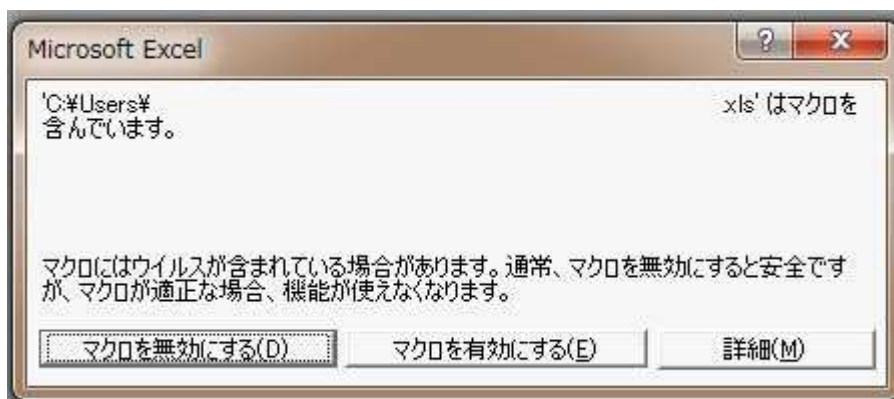 Microsoft Excel
'C:¥Users¥ .xls' はマクロを
含んでいます。
マクロにはウイルスが含まれている場合があります。通常、マクロを無効にすると安全です
が、マクロが適正な場合、機能が使えなくなります。
マクロを無効にする(D) マクロを有効にする(E) 詳細(M)